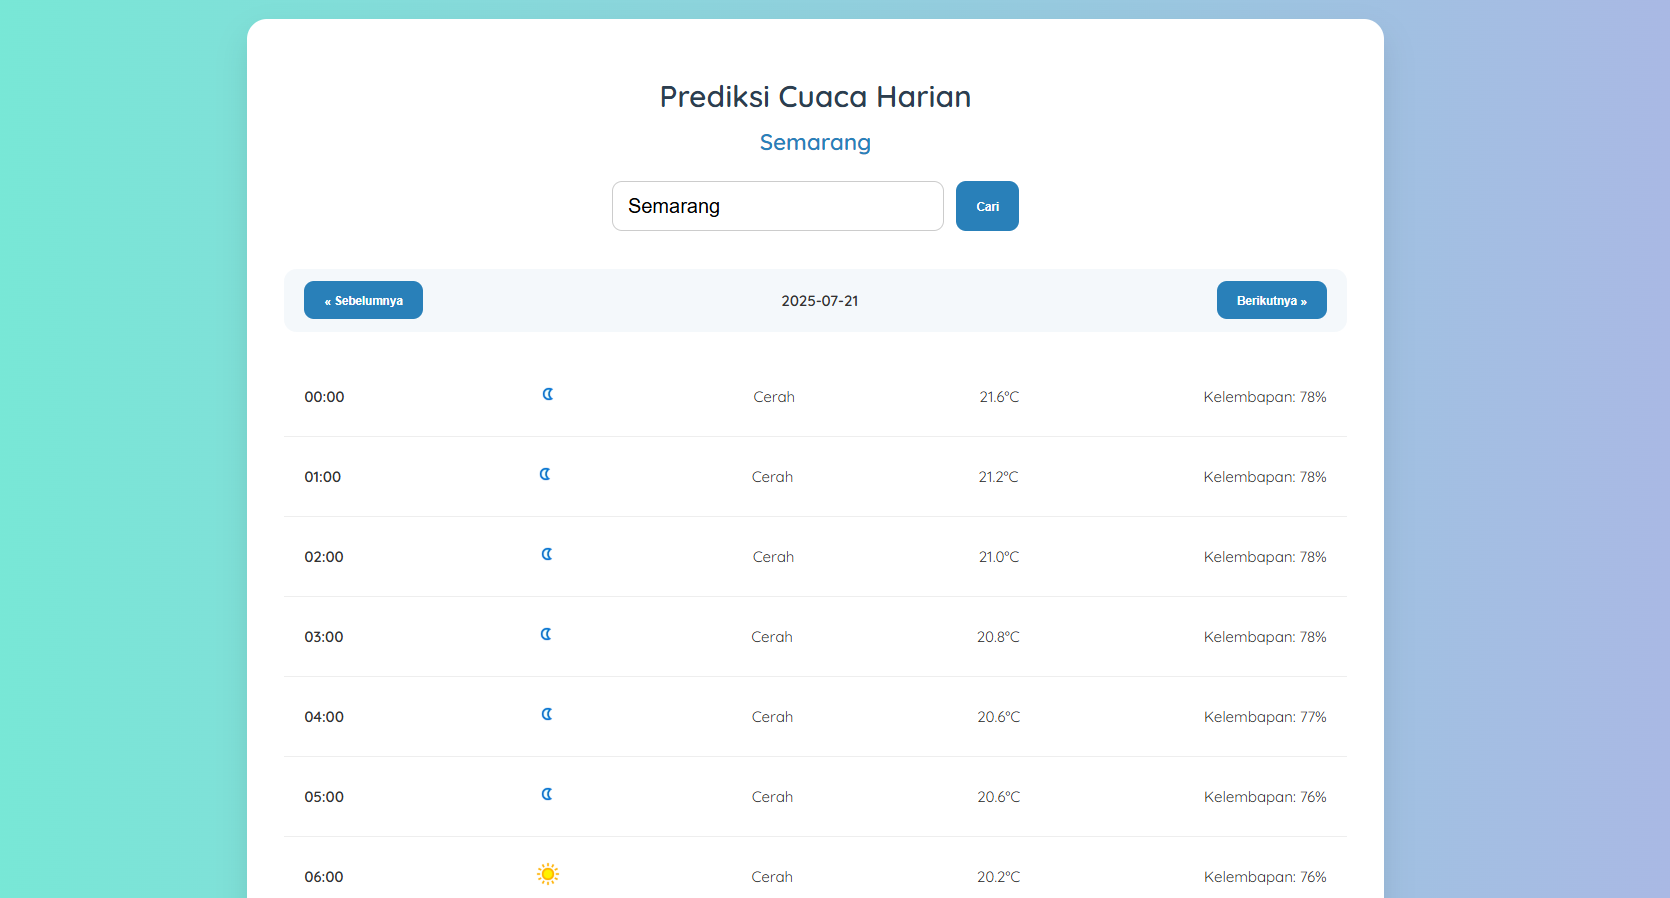 Prediksi Cuaca Harian
Semarang
Semarang Cari
« Sebelumnya 2025-07-21 Berikutnya »
00:00 Cerah 21.6°C Kelembapan: 78%
01:00 Cerah 21.2°C Kelembapan: 78%
02:00 Cerah 21.0°C Kelembapan: 78%
03:00 Cerah 20.8°C Kelembapan: 78%
04:00 Cerah 20.6°C Kelembapan: 77%
05:00 Cerah 20.6°C Kelembapan: 76%
06:00 Cerah 20.2°C Kelembapan: 76%